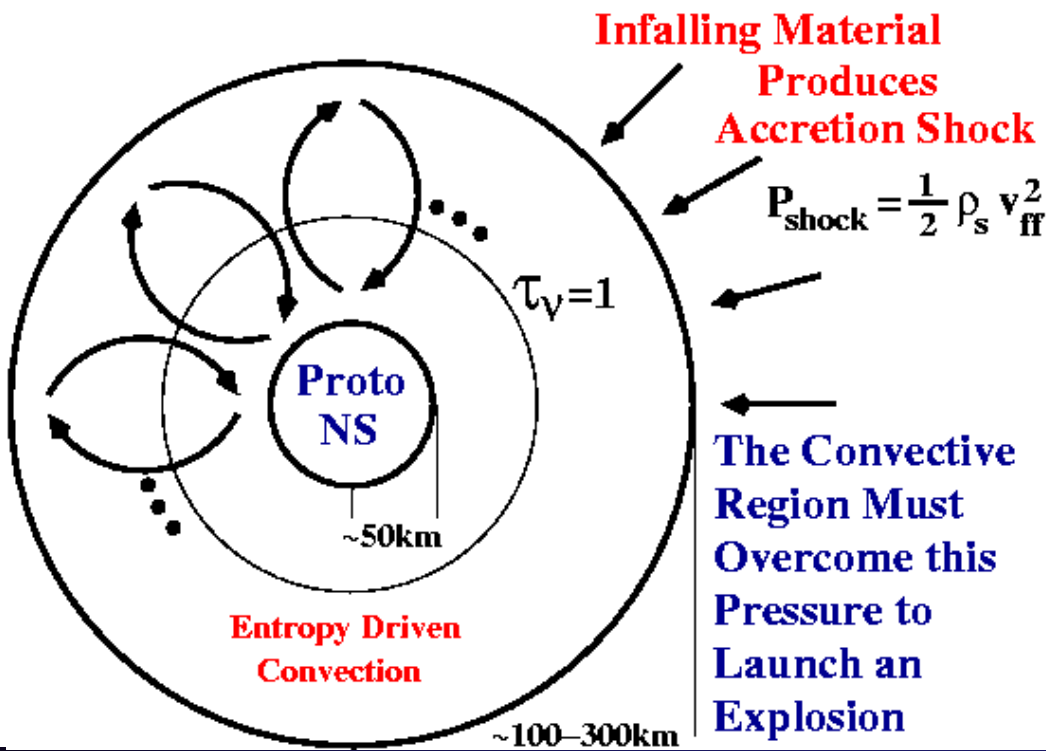 Infalling Material
Produces
Accretion Shock
P_shock = 1/2 ρ_s v_ff^2
τ_ν=1
Proto
NS
~50km
Entropy Driven
Convection
~100–300km
The Convective
Region Must
Overcome this
Pressure to
Launch an
Explosion